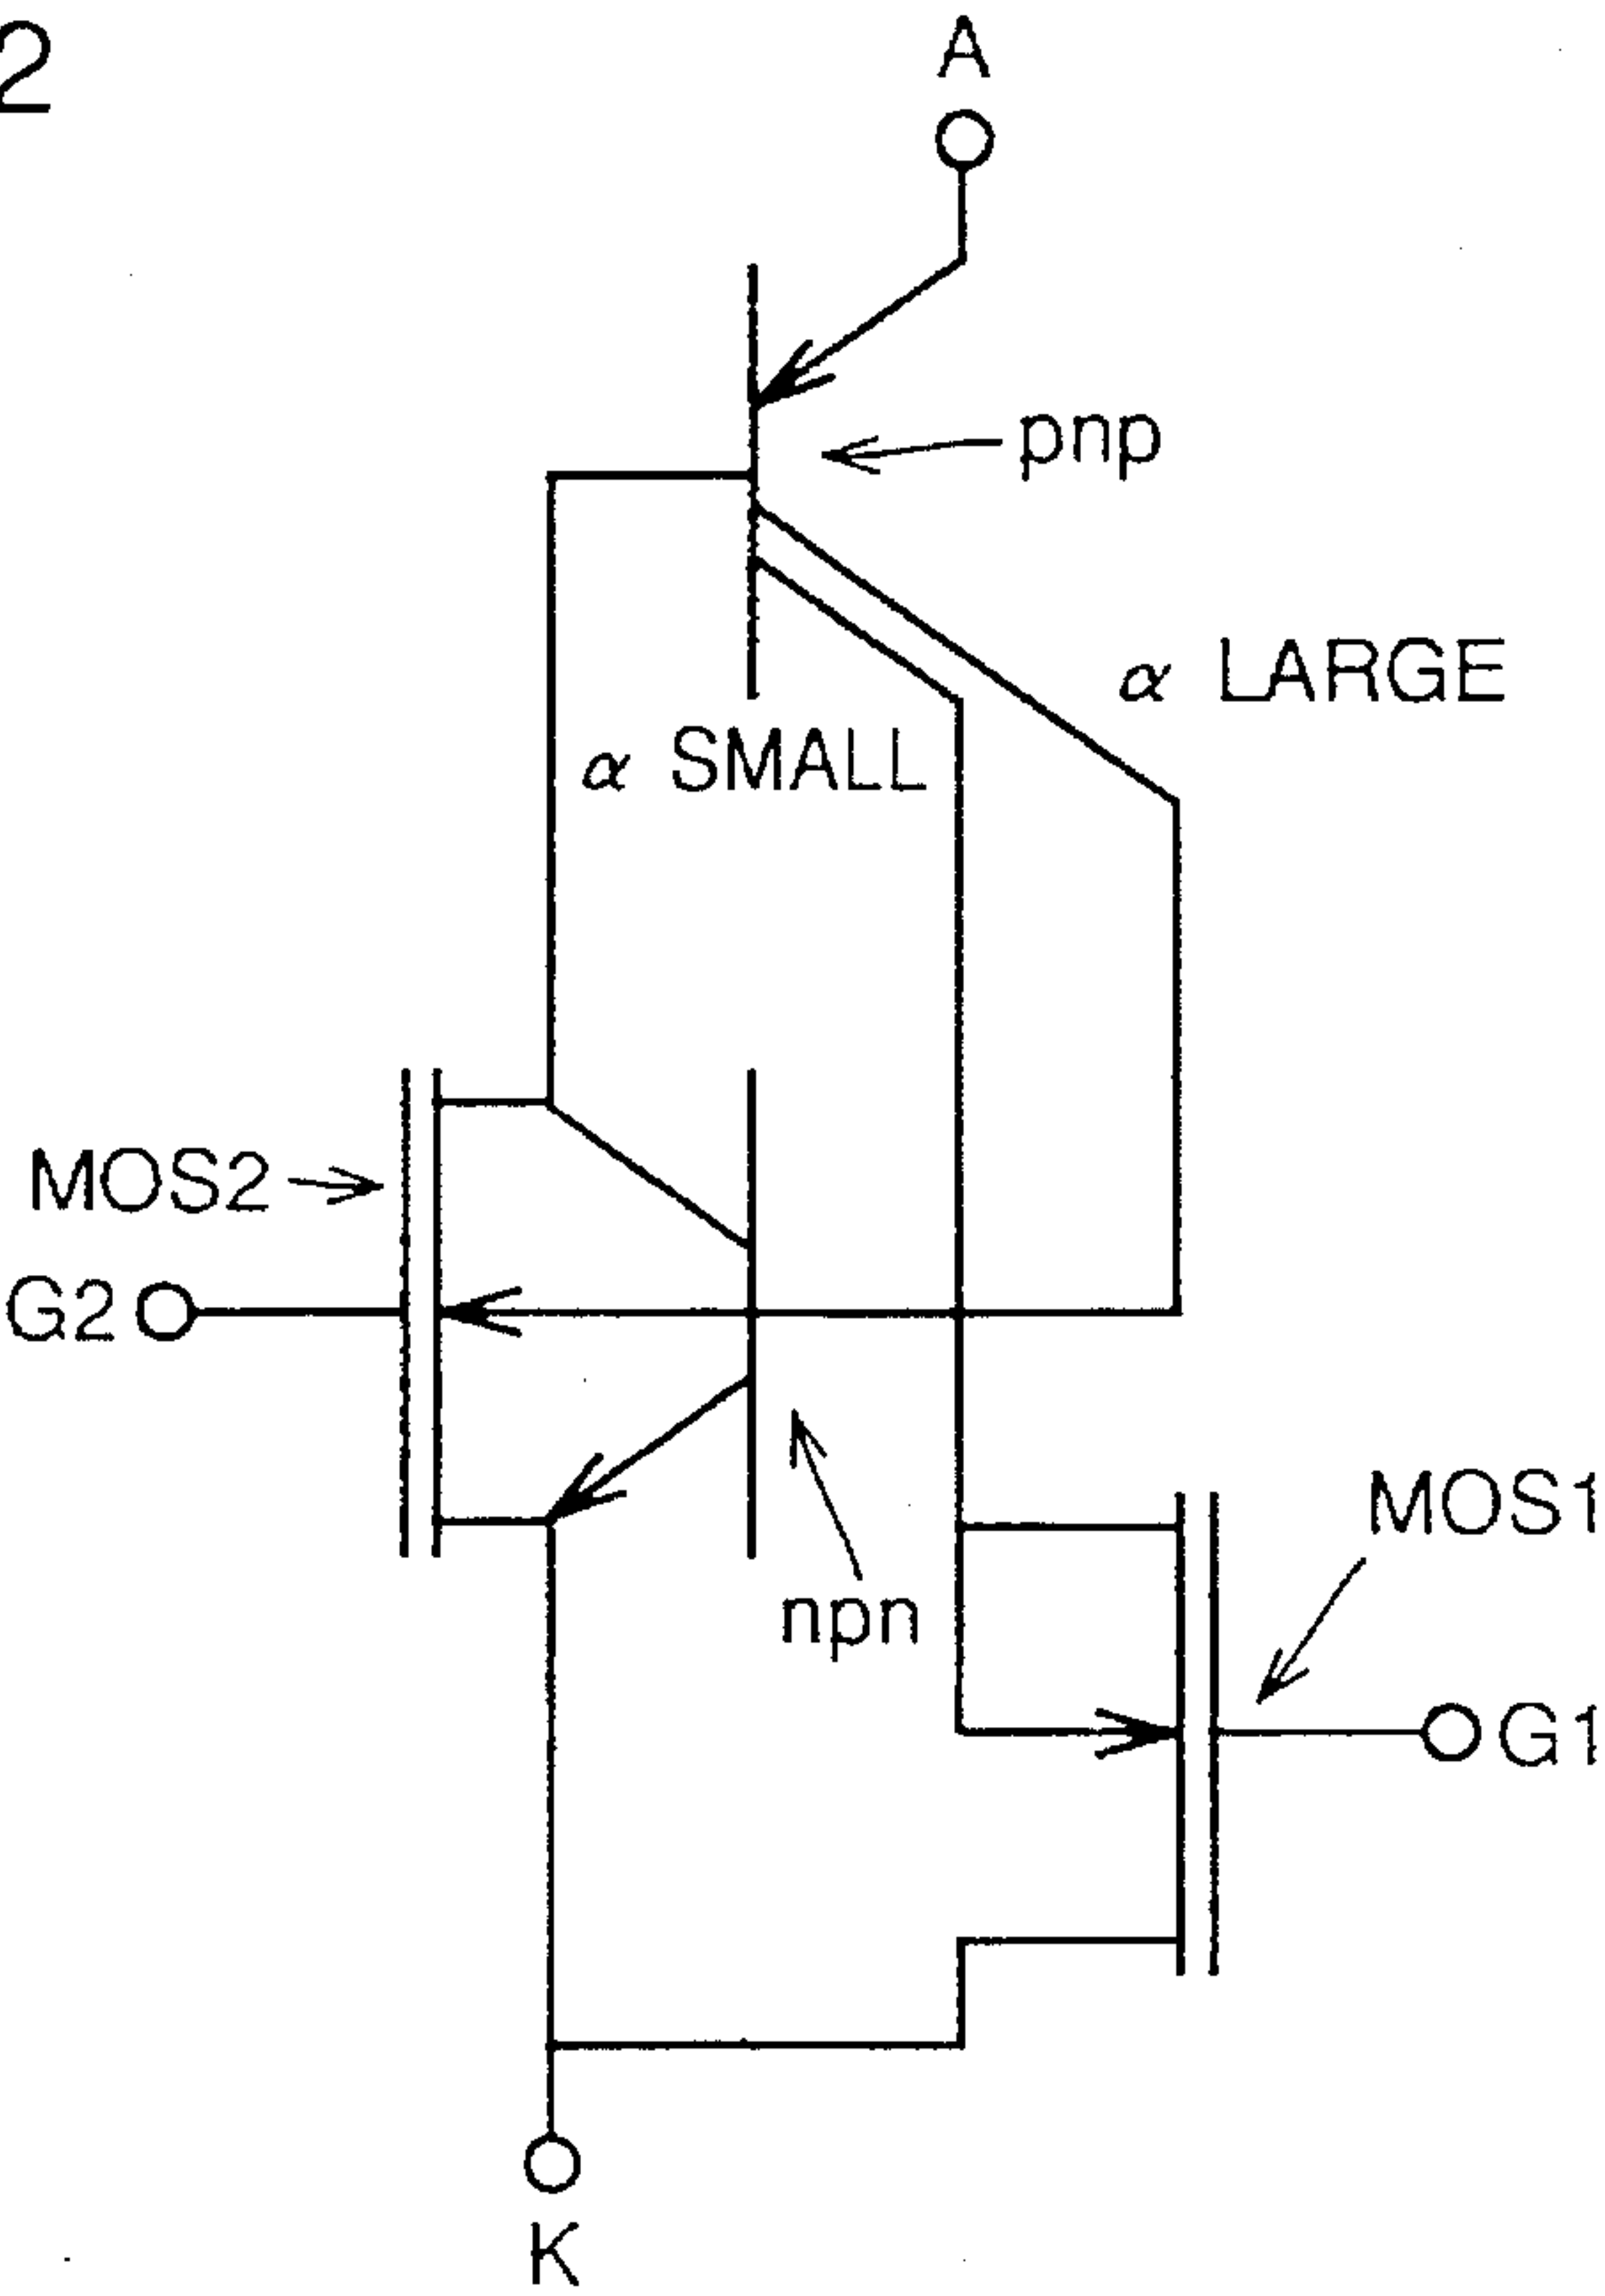 2
A
pnp
α LARGE
α SMALL
MOS2
G2
MOS1
npn
G1
K